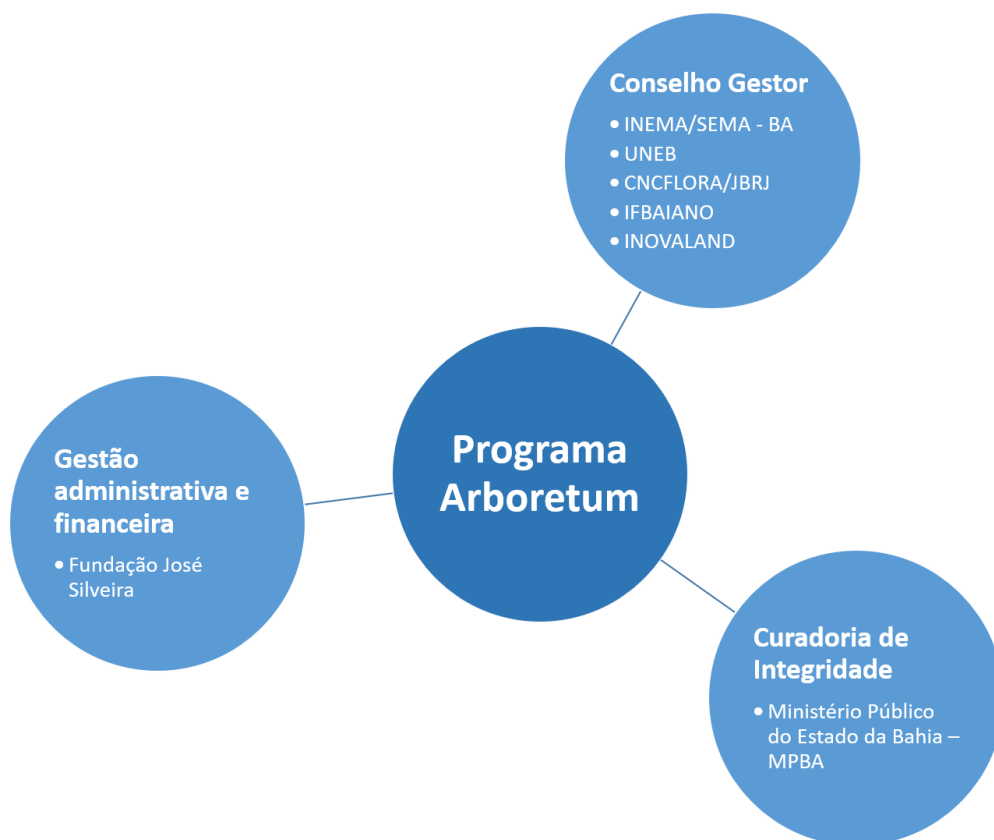 Conselho Gestor
• INEMA/SEMA - BA
• UNEB
• CNCFLORA/JBRJ
• IFBAIANO
• INOVALAND
Programa
Arboretum
Gestão
administrativa e
financeira
• Fundação José
Silveira
Curadoria de
Integridade
• Ministério Público
do Estado da Bahia –
MPBA